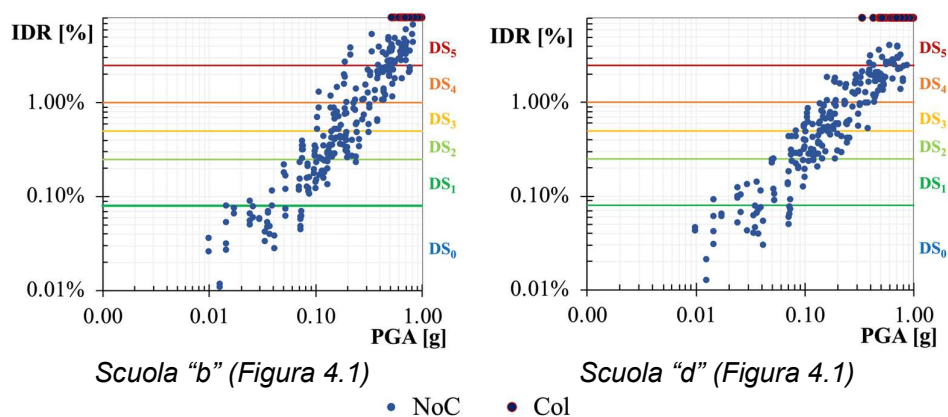 IDR [%]
DS5
DS4
1.00%
DS3
DS2
0.10%
DS1
DS0
0.01%
0.00 0.01 0.10 1.00
PGA [g]
Scuola “b” (Figura 4.1)
IDR [%]
DS5
DS4
1.00%
DS3
DS2
0.10%
DS1
DS0
0.01%
0.00 0.01 0.10 1.00
PGA [g]
Scuola “d” (Figura 4.1)
NoC Col